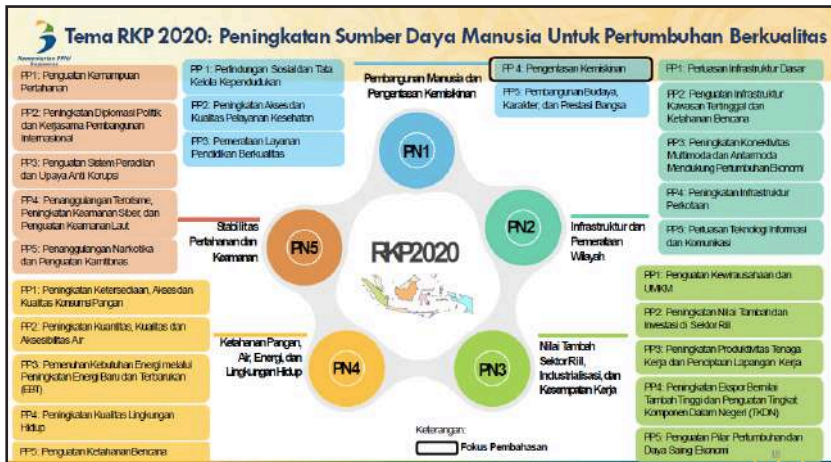 Tema RKP 2020: Peningkatan Sumber Daya Manusia Untuk Pertumbuhan Berkualitas
Kementerian PPN/
Bappenas
PP1: Penguatan Kemampuan
Pertahanan
PP2: Peningkatan Diplomasi Politik
dan Kerjasama Pembangunan
Internasional
PP3: Penguatan Sistem Peradilan
dan Upaya Anti Korupsi
PP4: Penanggulangan Terorisme,
Peningkatan Keamanan Siber, dan
Penguatan Keamanan Laut
PP5: Penanggulangan Narkotika
dan Penguatan Kamtibmas
PP 1: Perlindungan Sosial dan Tata
Kelola Kependudukan
PP2: Peningkatan Akses dan
Kualitas Pelayanan Kesehatan
PP3: Pemerataan Layanan
Pendidikan Berkualitas
Pembangunan Manusia dan
Pengentasan Kemiskinan
PP 4: Pengentasan Kemiskinan
PP5: Pembangunan Budaya,
Karakter, dan Prestasi Bangsa
PP1: Perluasan Infrastruktur Dasar
PP2: Penguatan Infrastruktur
Kawasan Tertinggal dan
Ketahanan Bencana
PP3: Peningkatan Konektivitas
Multimoda dan Antarmoda
Mendukung Pertumbuhan Ekonomi
PP4: Peningkatan Infrastruktur
Perkotaan
PP5: Perluasan Teknologi Informasi
dan Komunikasi
PN1
PN2
PN3
PN4
PN5
RKP2020
Stabilitas
Pertahanan dan
Keamanan
Infrastruktur dan
Pemerataan
Wilayah
Ketahanan Pangan,
Air, Energi, dan
Lingkungan Hidup
Nilai Tambah
Sektor Riil,
Industrialisasi, dan
Kesempatan Kerja
PP1: Peningkatan Ketersediaan, Akses dan
Kualitas Konsumsi Pangan
PP2: Peningkatan Kuantitas, Kualitas dan
Aksesibilitas Air
PP3: Pemenuhan Kebutuhan Energi melalui
Peningkatan Energi Baru dan Terbarukan
(EBT)
PP4: Peningkatan Kualitas Lingkungan
Hidup
PP5: Penguatan Ketahanan Bencana
PP1: Penguatan Kewirausahaan dan
UMKM
PP2: Peningkatan Nilai Tambah dan
Investasi di Sektor Riil
PP3: Peningkatan Produktivitas Tenaga
Kerja dan Penciptaan Lapangan Kerja
PP4: Peningkatan Ekspor Bernilai
Tambah Tinggi dan Penguatan Tingkat
Komponen Dalam Negeri (TKDN)
PP5: Penguatan Pilar Pertumbuhan dan
Daya Saing Ekonomi
Keterangan:
Fokus Pembahasan